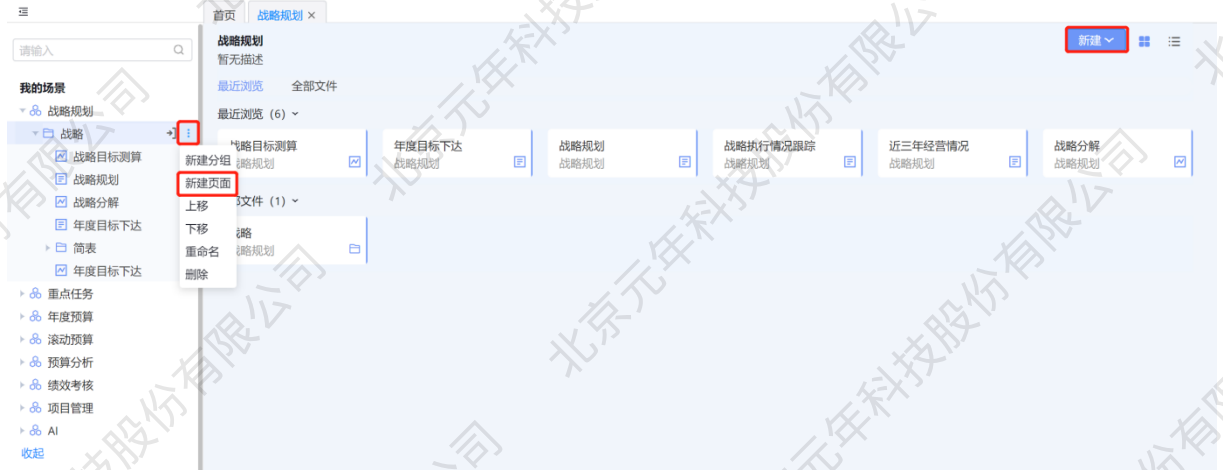 首页 战略规划 ×
请输入
我的场景
战略规划
战略
战略目标测算
战略规划
战略分解
年度目标下达
简表
年度目标下达
重点任务
年度预算
滚动预算
预算分析
绩效考核
项目管理
AI
收起
新建分组
新建页面
上移
下移
重命名
删除
战略规划
暂无描述
新建
最近浏览 全部文件
最近浏览 (6)
战略目标测算
战略规划
年度目标下达
战略规划
战略规划
战略规划
战略执行情况跟踪
战略规划
近三年经营情况
战略规划
战略分解
战略规划
部文件 (1)
战略
战略规划
北京元年科技股份有限公司